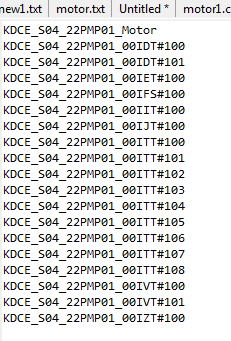 new1.txt motor.txt Untitled * motor1.c
KDCE_S04_22PMP01_Motor
KDCE_S04_22PMP01_00IDT#100
KDCE_S04_22PMP01_00IDT#101
KDCE_S04_22PMP01_00IET#100
KDCE_S04_22PMP01_00IFS#100
KDCE_S04_22PMP01_00IIT#100
KDCE_S04_22PMP01_00IJT#100
KDCE_S04_22PMP01_00ITT#100
KDCE_S04_22PMP01_00ITT#101
KDCE_S04_22PMP01_00ITT#102
KDCE_S04_22PMP01_00ITT#103
KDCE_S04_22PMP01_00ITT#104
KDCE_S04_22PMP01_00ITT#105
KDCE_S04_22PMP01_00ITT#106
KDCE_S04_22PMP01_00ITT#107
KDCE_S04_22PMP01_00ITT#108
KDCE_S04_22PMP01_00IVT#100
KDCE_S04_22PMP01_00IVT#101
KDCE_S04_22PMP01_00IZT#100